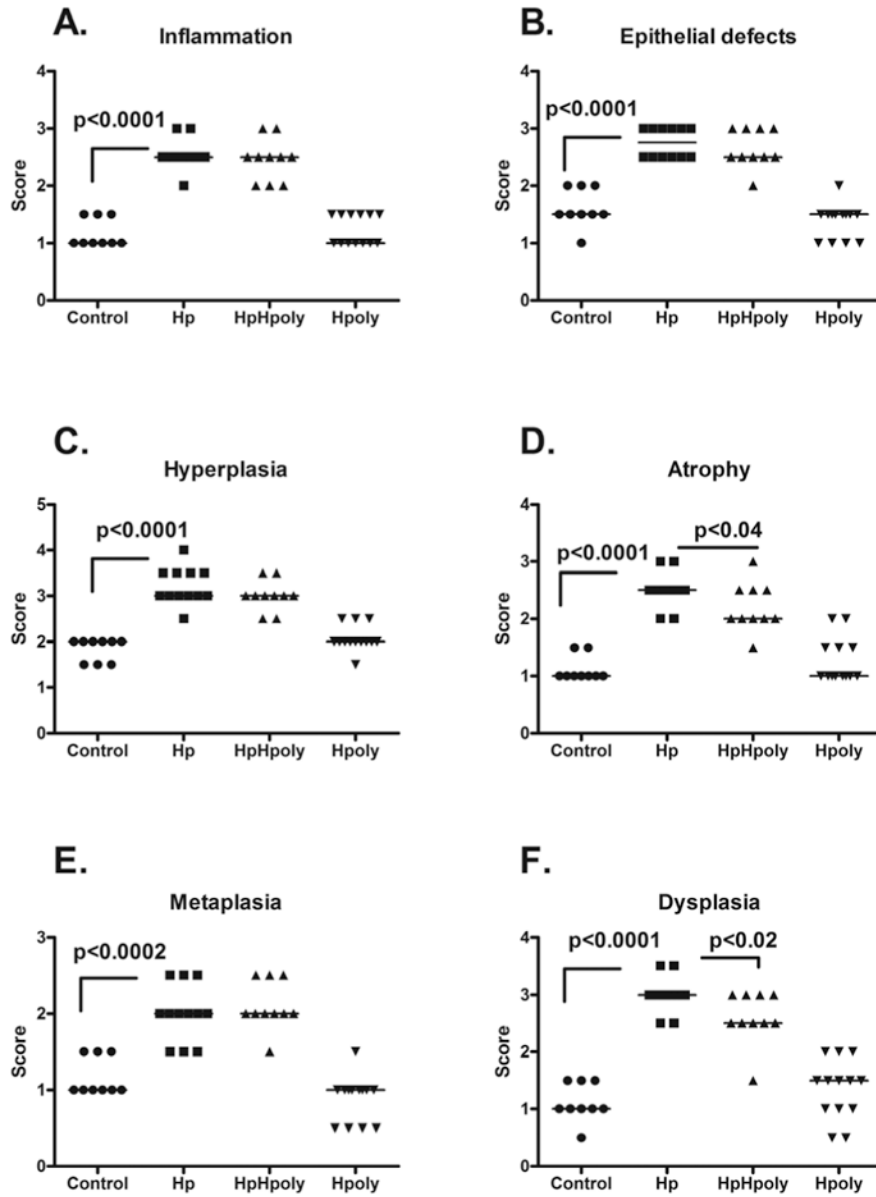 A.
Inflammation
4
p<0.0001
3
Score
2
1
0
Control Hp HpHpoly Hpoly
B.
Epithelial defects
4
p<0.0001
3
Score
2
1
0
Control Hp HpHpoly Hpoly
C.
Hyperplasia
5
p<0.0001
4
3
Score
2
1
0
Control Hp HpHpoly Hpoly
D.
Atrophy
4
p<0.04
p<0.0001
3
Score
2
1
0
Control Hp HpHpoly Hpoly
E.
Metaplasia
3
p<0.0002
2
Score
1
0
Control Hp HpHpoly Hpoly
F.
Dysplasia
4
p<0.0001 p<0.02
3
Score
2
1
0
Control Hp HpHpoly Hpoly